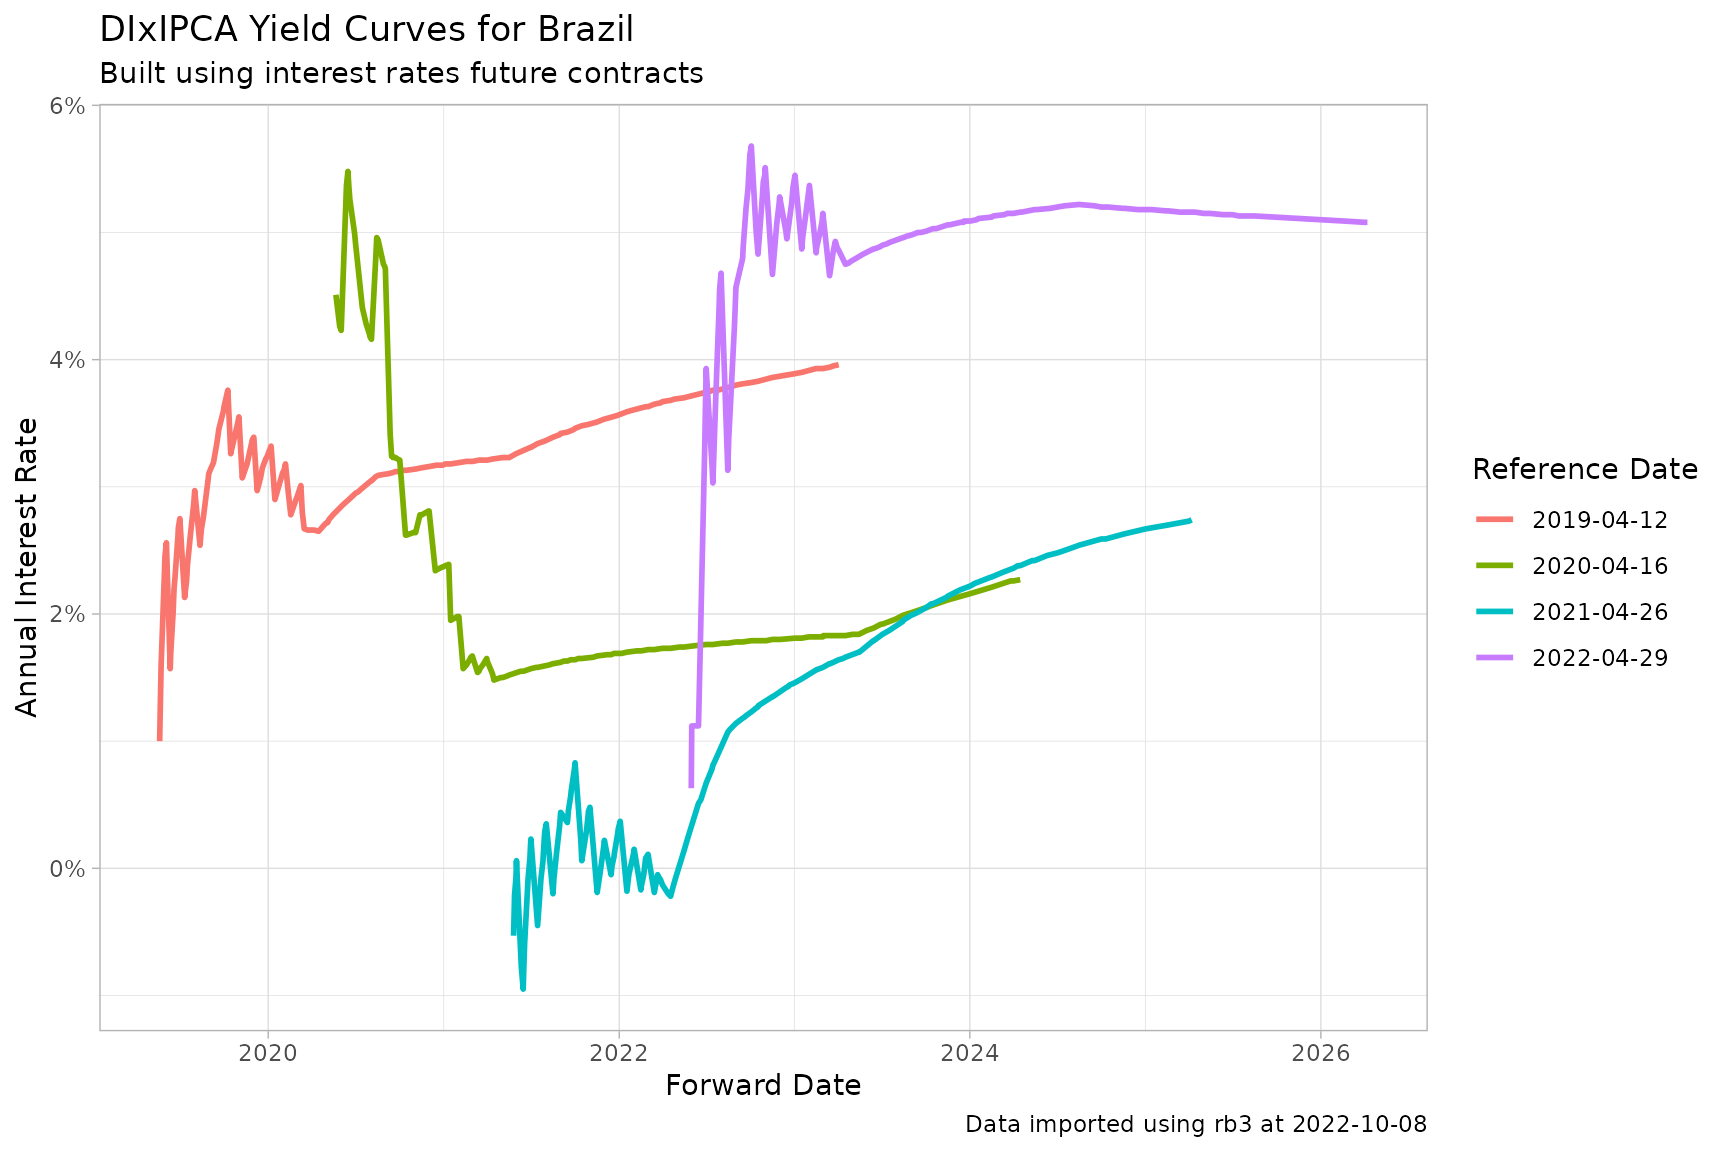 DIxIPCA Yield Curves for Brazil
Built using interest rates future contracts
6%
4%
2%
0%
Annual Interest Rate
2020
2022
2024
2026
Forward Date
Reference Date
2019-04-12
2020-04-16
2021-04-26
2022-04-29
Data imported using rb3 at 2022-10-08